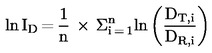 ln I_D = 1/n × Σ_{i=1}^{n} ln (D_{T,i} / D_{R,i})